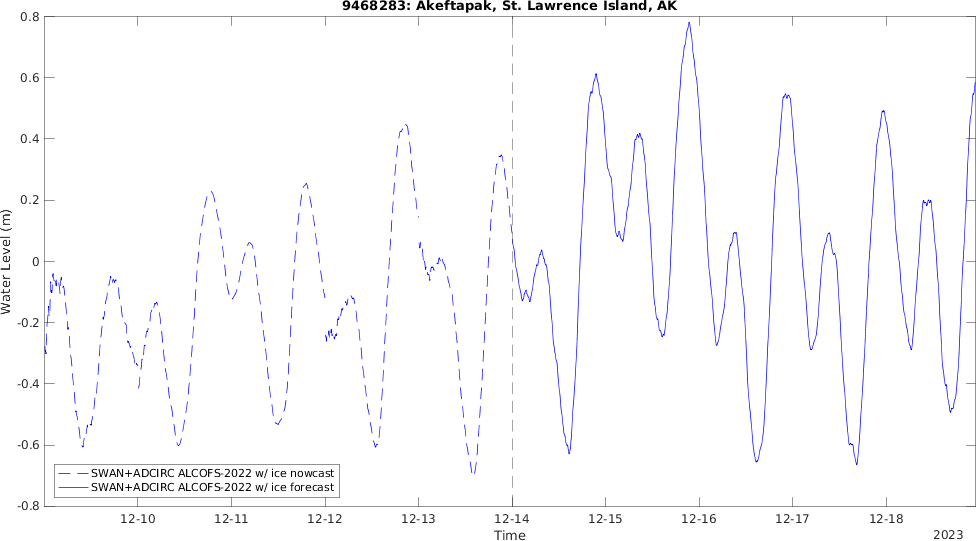 9468283: Akeftapak, St. Lawrence Island, AK
0.8
0.6
0.4
0.2
0
-0.2
-0.4
-0.6
-0.8
Water Level (m)
SWAN+ADCIRC ALCOFS-2022 w/ ice nowcast
SWAN+ADCIRC ALCOFS-2022 w/ ice forecast
12-10 12-11 12-12 12-13 12-14 12-15 12-16 12-17 12-18
Time
2023